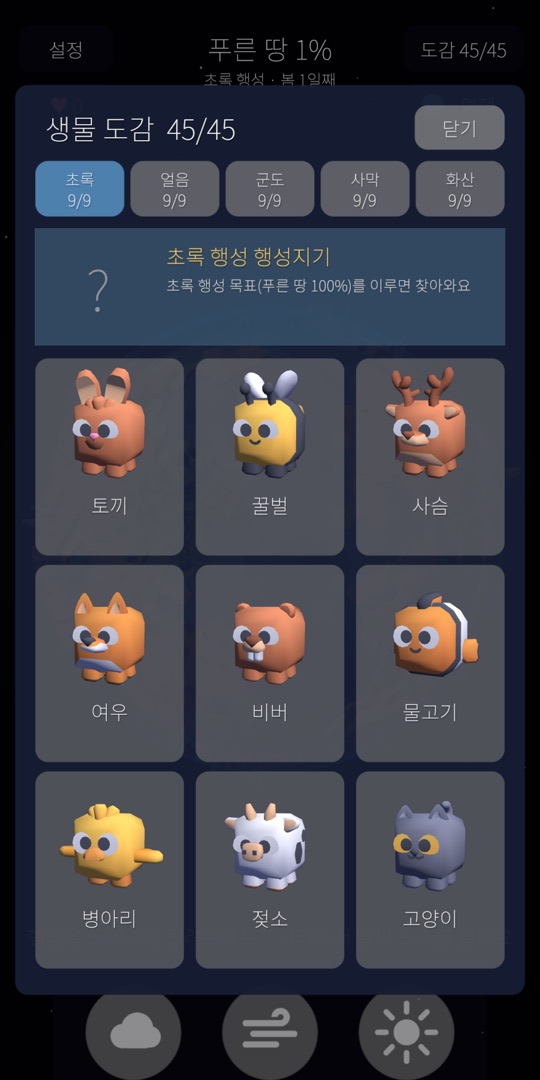 설정
푸른 땅 1%
도감 45/45
초록 행성 · 봄 1일째
생물 도감 45/45
닫기
초록
9/9
얼음
9/9
군도
9/9
사막
9/9
화산
9/9
?
초록 행성 행성지기
초록 행성 목표(푸른 땅 100%)를 이루면 찾아와요
토끼
꿀벌
사슴
여우
비버
물고기
병아리
젖소
고양이